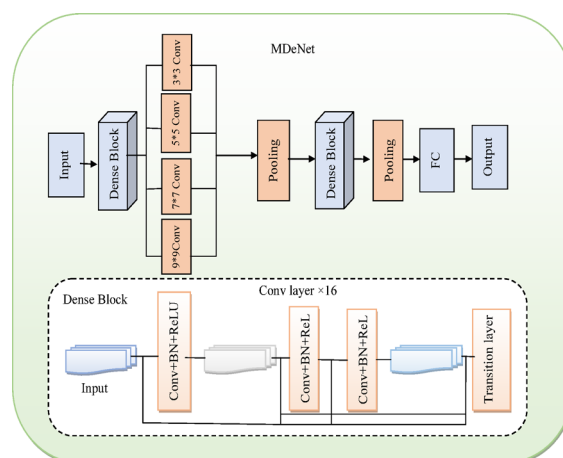 MDeNet
Input
Dense Block
3*3 Conv
5*5 Conv
7*7 Conv
9*9Conv
Pooling
Dense Block
Pooling
FC
Output
Dense Block
Conv layer ×16
Input
Conv+BN+ReLU
Conv+BN+ReL
Conv+BN+ReL
Transition layer